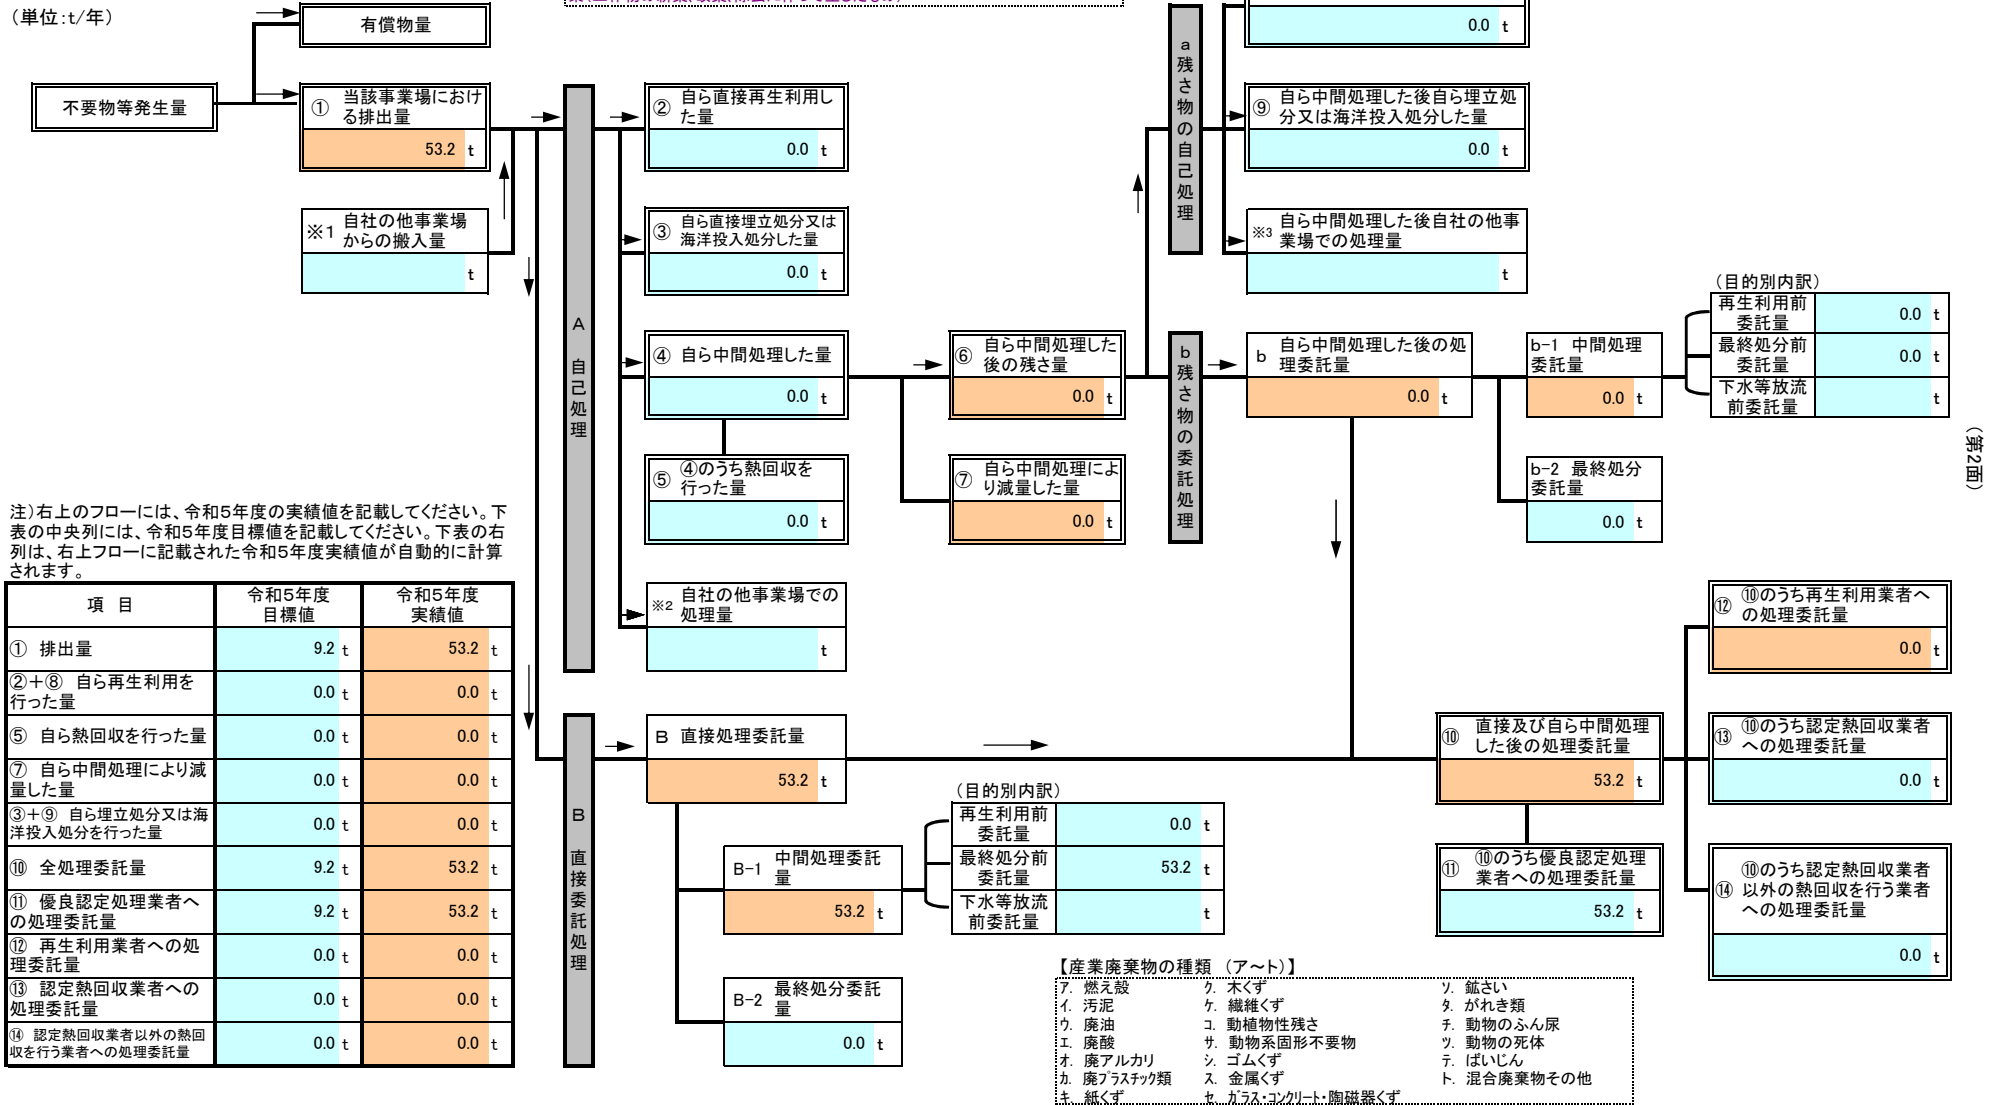 (単位:t/年)
有償物量
不要物等発生量
① 当該事業場におけ
る排出量
53.2 t
※1 自社の他事業場
からの搬入量
t
A 自己処理
② 自ら直接再生利用し
た量
0.0 t
③ 自ら直接埋立処分又は
海洋投入処分した量
0.0 t
④ 自ら中間処理した量
0.0 t
⑤ ④のうち熱回収を
行った量
0.0 t
※2 自社の他事業場での
処理量
t
⑥ 自ら中間処理した
後の残さ量
0.0 t
⑦ 自ら中間処理によ
り減量した量
0.0 t
a 残さ物の自己処理
0.0 t
⑨ 自ら中間処理した後自ら埋立処
分又は海洋投入処分した量
0.0 t
※3 自ら中間処理した後自社の他事
業場での処理量
t
b 残さ物の委託処理
b 自ら中間処理した後の処
理委託量
0.0 t
b-1 中間処理
委託量
0.0 t
b-2 最終処分
委託量
0.0 t
(目的別内訳)
再生利用前
委託量
0.0 t
最終処分前
委託量
0.0 t
下水等放流
前委託量
t
(第2面)
注)右上のフローには、令和5年度の実績値を記載してください。下
表の中央列には、令和5年度目標値を記載してください。下表の右
列は、右上フローに記載された令和5年度実績値が自動的に計算
されます。
項 目 令和5年度 目標値 令和5年度 実績値
① 排出量 9.2 t 53.2 t
②+⑧ 自ら再生利用を
行った量 0.0 t 0.0 t
⑤ 自ら熱回収を行った量 0.0 t 0.0 t
⑦ 自ら中間処理により減
量した量 0.0 t 0.0 t
③+⑨ 自ら埋立処分又は海
洋投入処分を行った量 0.0 t 0.0 t
⑩ 全処理委託量 9.2 t 53.2 t
⑪ 優良認定処理業者へ
の処理委託量 9.2 t 53.2 t
⑫ 再生利用業者への処
理委託量 0.0 t 0.0 t
⑬ 認定熱回収業者への
処理委託量 0.0 t 0.0 t
⑭ 認定熱回収業者以外の熱回
収を行う業者への処理委託量 0.0 t 0.0 t
B 直接委託処理
B 直接処理委託量
53.2 t
B-1 中間処理委託
量
53.2 t
B-2 最終処分委託
量
0.0 t
(目的別内訳)
再生利用前
委託量
0.0 t
最終処分前
委託量
53.2 t
下水等放流
前委託量
t
⑩ 直接及び自ら中間処理
した後の処理委託量
53.2 t
⑪ ⑩のうち優良認定処理
業者への処理委託量
53.2 t
⑫ ⑩のうち再生利用業者へ
の処理委託量
0.0 t
⑬ ⑩のうち認定熱回収業者
への処理委託量
0.0 t
⑭ ⑩のうち認定熱回収業者
以外の熱回収を行う業者
への処理委託量
0.0 t
【産業廃棄物の種類 (ア~ト)】
ア. 燃え殻 ク. 木くず ソ. 鉱さい
イ. 汚泥 ケ. 繊維くず タ. がれき類
ウ. 廃油 コ. 動植物性残さ チ. 動物のふん尿
エ. 廃酸 サ. 動物系固形不要物 ツ. 動物の死体
オ. 廃アルカリ シ. ゴムくず テ. ばいじん
カ. 廃プラスチック類 ス. 金属くず ト. 混合廃棄物その他
キ. 紙くず セ. ガラス・コンクリート・陶磁器くず